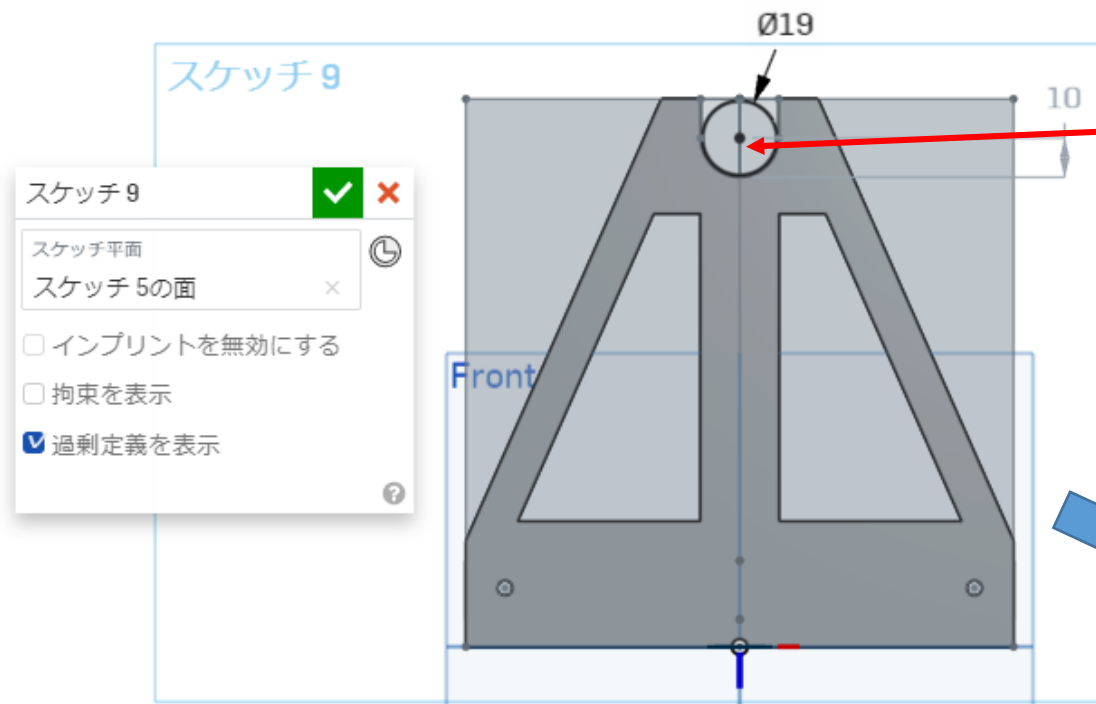 Ø19
スケッチ 9
10
スケッチ 9
スケッチ平面
スケッチ 5の面
インプリントを無効にする
拘束を表示
過剰定義を表示
Front